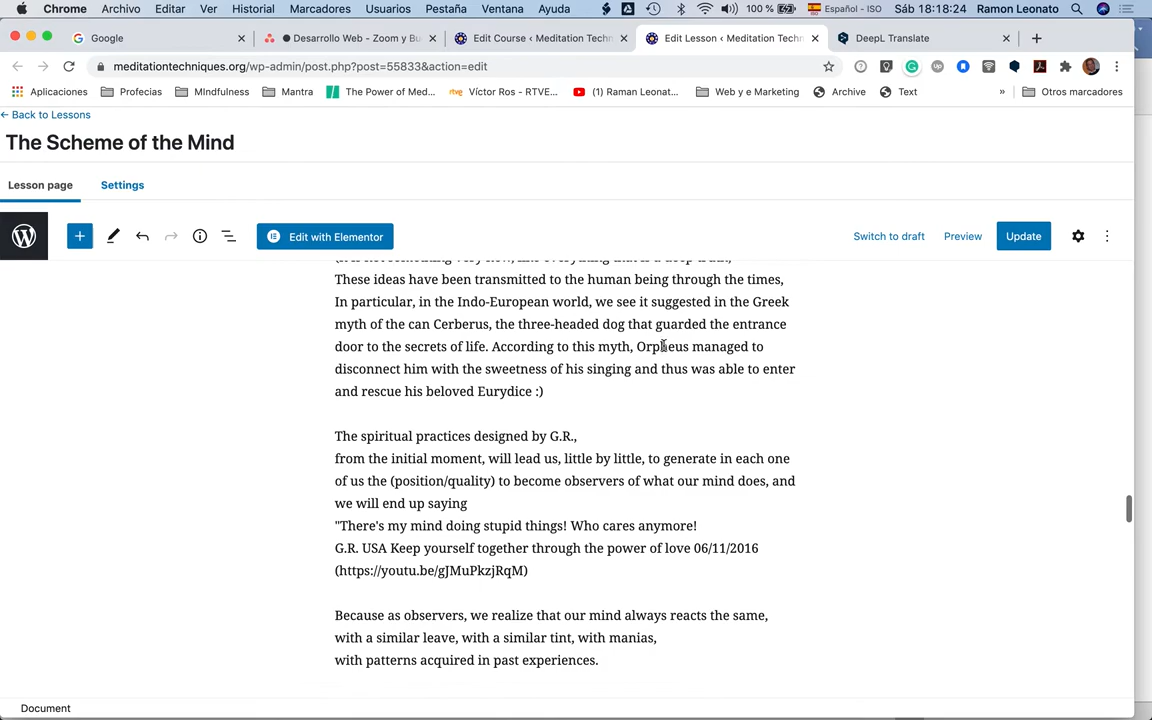 Chrome Archivo Editar Ver Historial Marcadores Usuarios Pestaña Ventana Ayuda 100 % Español - ISO Sáb 18:18:24 Ramon Leonato
Google Desarrollo Web - Zoom y Bu Edit Course ‹ Meditation Techn Edit Lesson ‹ Meditation Techn DeepL Translate
meditationtechniques.org/wp-admin/post.php?post=55833&action=edit
Aplicaciones Profecias MIndfulness Mantra The Power of Med... Víctor Ros - RTVE... (1) Raman Leonat... Web y e Marketing Archive Text » Otros marcadores
← Back to Lessons
The Scheme of the Mind
Lesson page Settings
Edit with Elementor Switch to draft Preview Update
These ideas have been transmitted to the human being through the times,
In particular, in the Indo-European world, we see it suggested in the Greek
myth of the can Cerberus, the three-headed dog that guarded the entrance
door to the secrets of life. According to this myth, Orpheus managed to
disconnect him with the sweetness of his singing and thus was able to enter
and rescue his beloved Eurydice :)
The spiritual practices designed by G.R.,
from the initial moment, will lead us, little by little, to generate in each one
of us the (position/quality) to become observers of what our mind does, and
we will end up saying
"There's my mind doing stupid things! Who cares anymore!
G.R. USA Keep yourself together through the power of love 06/11/2016
(https://youtu.be/gJMuPkzjRqM)
Because as observers, we realize that our mind always reacts the same,
with a similar leave, with a similar tint, with manias,
with patterns acquired in past experiences.
Document